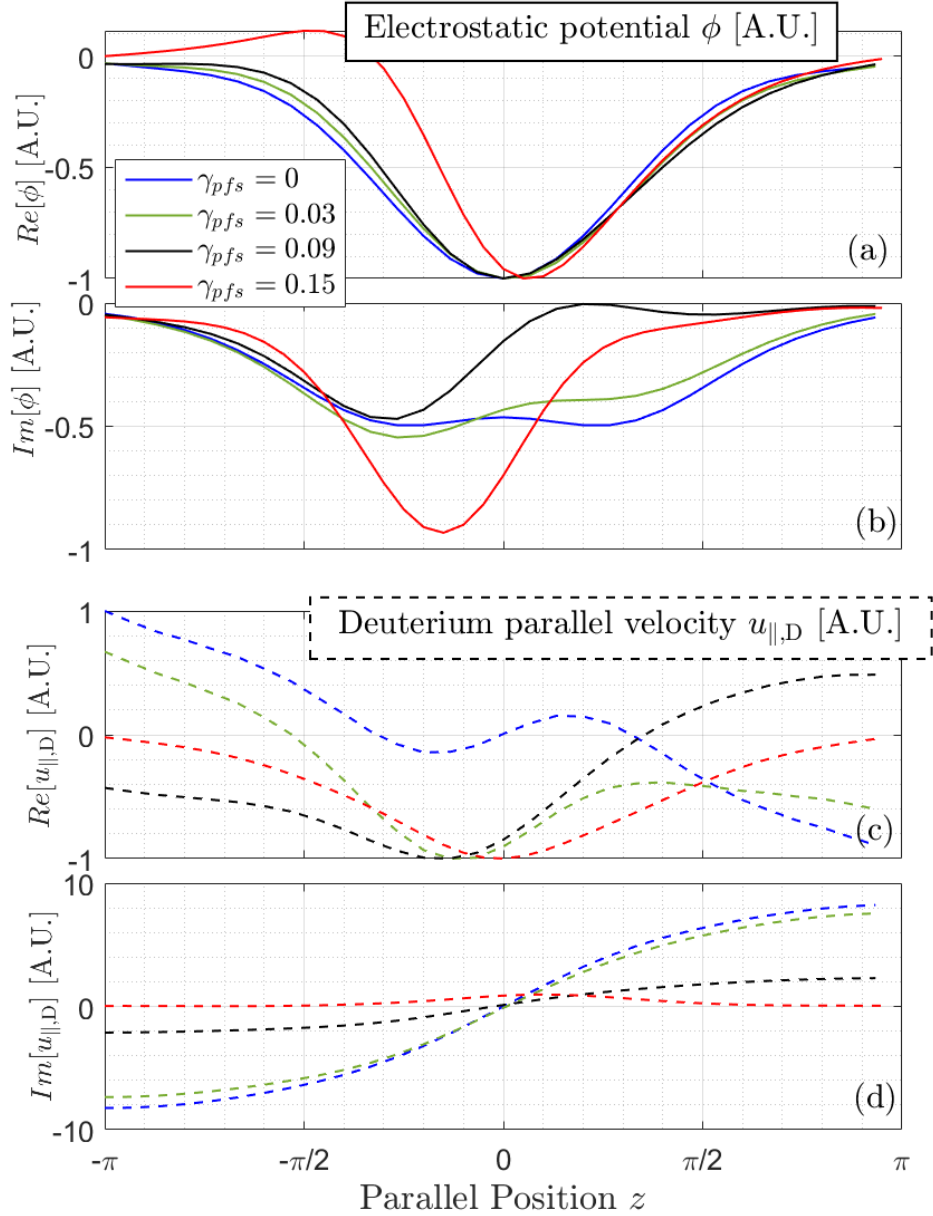 Electrostatic potential ϕ [A.U.]
Re[ϕ] [A.U.]
0
-0.5
-1
γpfs = 0
γpfs = 0.03
γpfs = 0.09
γpfs = 0.15
(a)
Im[ϕ] [A.U.]
0
-0.5
-1
(b)
Deuterium parallel velocity u∥,D [A.U.]
Re[u∥,D] [A.U.]
1
0
-1
(c)
Im[u∥,D] [A.U.]
10
0
-10
(d)
-π -π/2 0 π/2 π
Parallel Position z